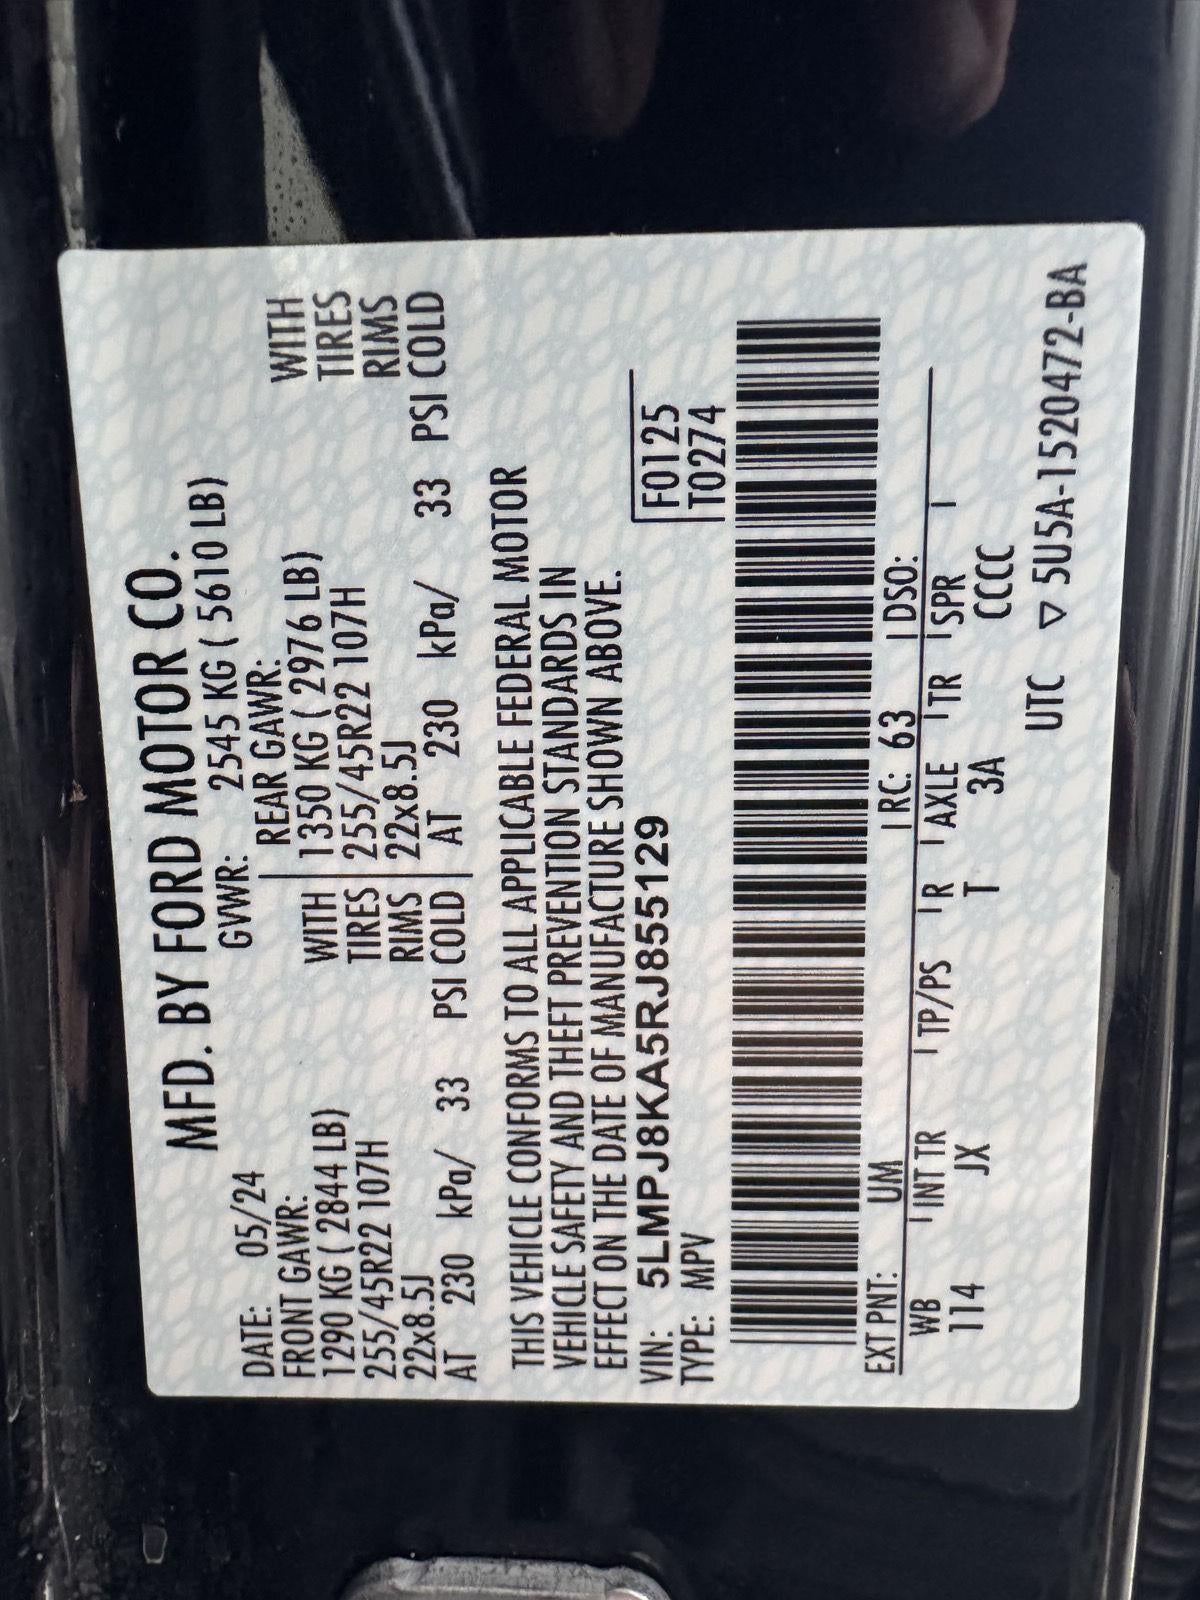 MFD. BY FORD MOTOR CO.
DATE: 05/24 GVWR: 2545 KG ( 5610 LB)
FRONT GAWR: REAR GAWR:
1290 KG ( 2844 LB) WITH 1350 KG ( 2976 LB) WITH
255/45R22 107H TIRES 255/45R22 107H TIRES
22x8.5J RIMS 22x8.5J RIMS
AT 230 kPa/ 33 PSI COLD AT 230 kPa/ 33 PSI COLD
THIS VEHICLE CONFORMS TO ALL APPLICABLE FEDERAL MOTOR
VEHICLE SAFETY AND THEFT PREVENTION STANDARDS IN
EFFECT ON THE DATE OF MANUFACTURE SHOWN ABOVE.
VIN: 5LMPJ8KA5RJ855129 F0125
TYPE: MPV T0274
EXT PNT: UM RC: 63 DSO:
WB INT TR TP/PS R AXLE TR SPR
114 JX T 3A CCCC
UTC ▽ 5U5A-1520472-BA